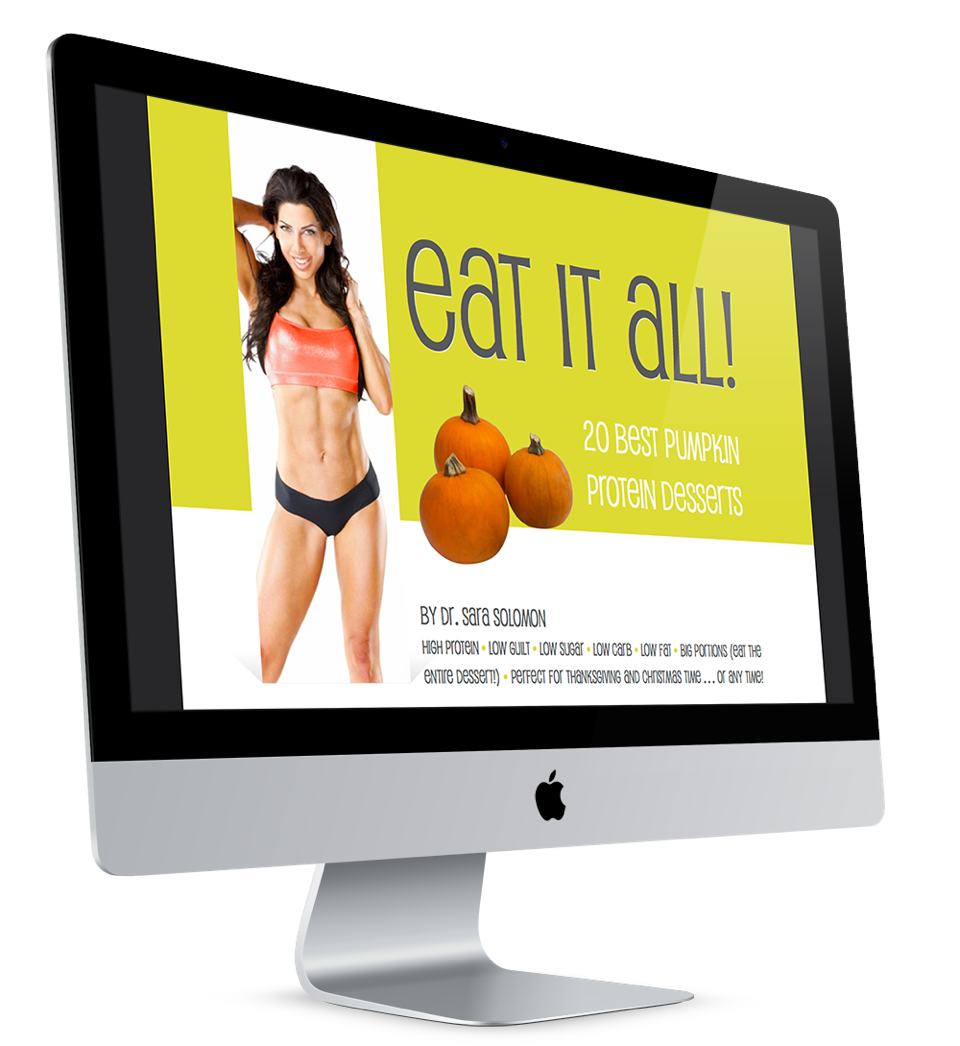 eat it all!
20 Best Pumpkin
Protein Desserts
By Dr. Sara Solomon
High Protein • Low Guilt • Low Sugar • Low Carb • Low Fat • Big Portions (eat the
entire dessert!) • Perfect for Thanksgiving and Christmas time ... or any time!